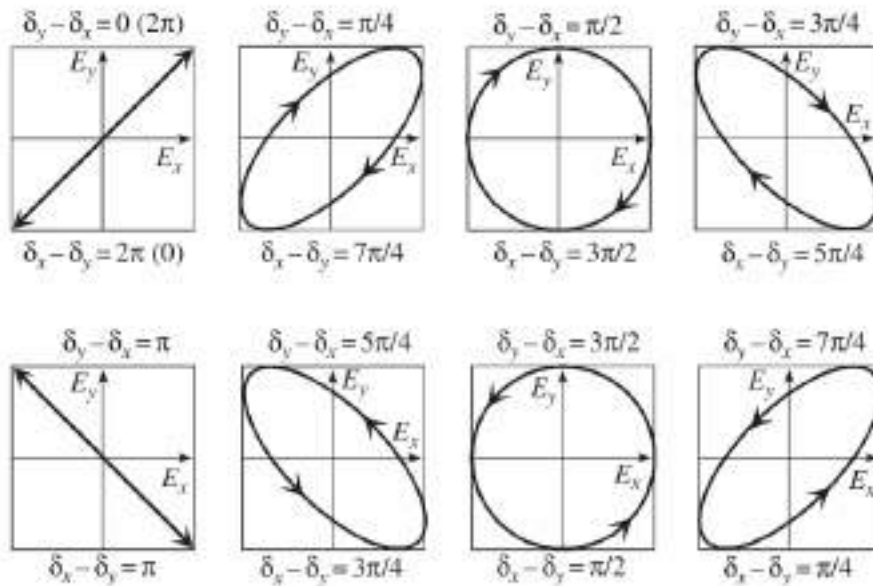 δy – δx = 0 (2π)
δy – δx = π/4
δy – δx = π/2
δy – δx = 3π/4
Ey
Ey
Ey
Ey
Ex
Ex
Ex
Ex
δx – δy = 2π (0)
δx – δy = 7π/4
δx – δy = 3π/2
δx – δy = 5π/4
δy – δx = π
δy – δx = 5π/4
δy – δx = 3π/2
δy – δx = 7π/4
Ey
Ey
Ey
Ey
Ex
Ex
Ex
Ex
δx – δy = π
δx – δy = 3π/4
δx – δy = π/2
δx – δy = π/4